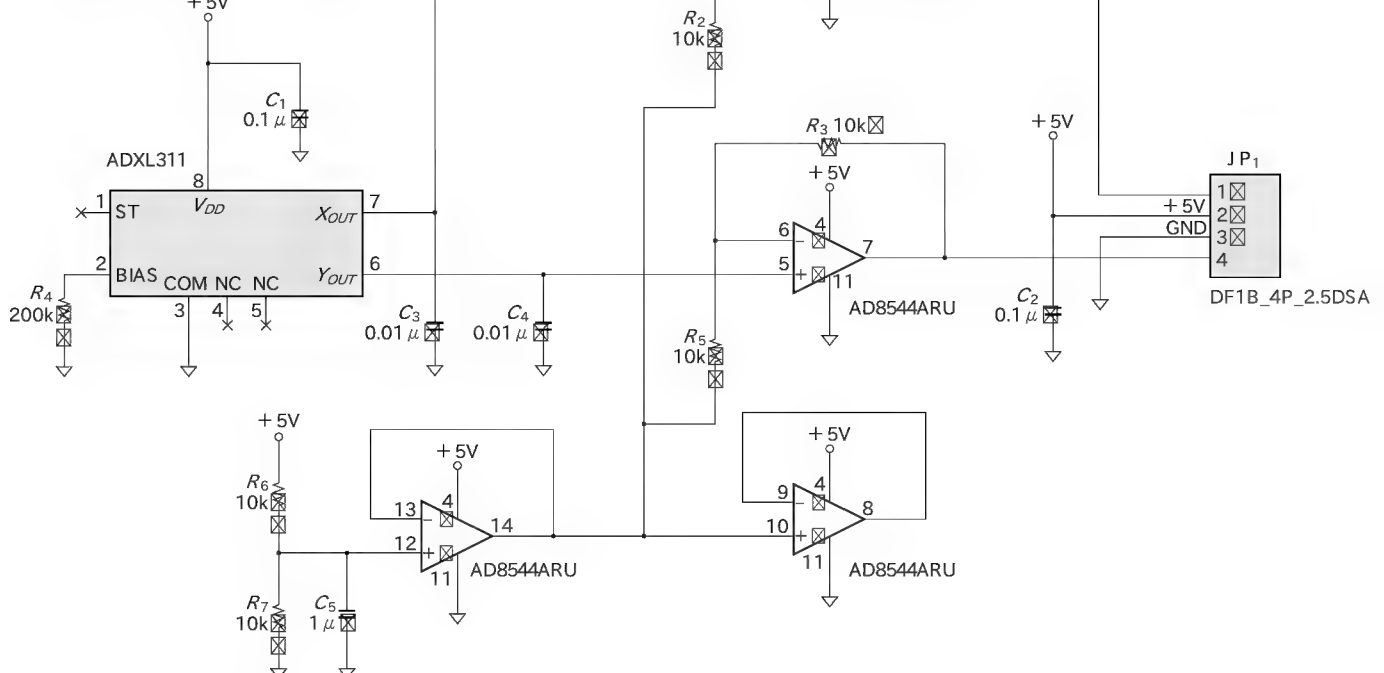 +5V
R2
10k
C1
0.1μ
ADXL311
8
VDD
1
ST
XOUT
7
2
BIAS
COM
NC
NC
YOUT
6
3
4
5
R4
200k
C3
0.01μ
C4
0.01μ
R3 10k
+5V
6
-
4
7
5
+
11
AD8544ARU
R5
10k
+5V
C2
0.1μ
JP1
1
+5V
2
GND
3
4
DF1B_4P_2.5DSA
+5V
R6
10k
+5V
13
-
4
14
12
+
11
AD8544ARU
R7
10k
C5
1μ
+5V
9
-
4
8
10
+
11
AD8544ARU